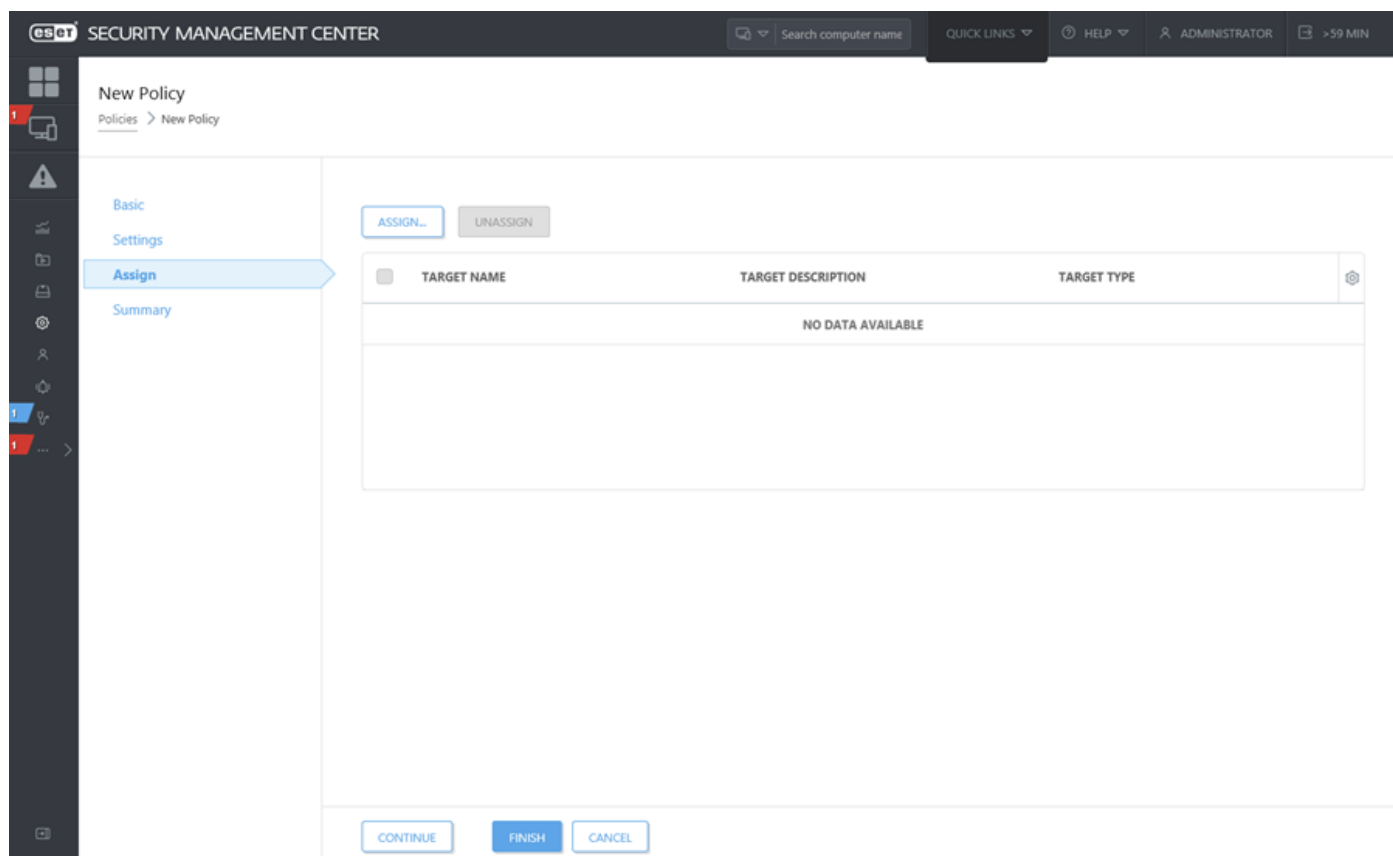 eset SECURITY MANAGEMENT CENTER
Search computer name
QUICK LINKS
HELP
ADMINISTRATOR
>59 MIN
New Policy
Policies > New Policy
1
Basic
Settings
Assign
Summary
ASSIGN...
UNASSIGN
TARGET NAME
TARGET DESCRIPTION
TARGET TYPE
NO DATA AVAILABLE
1
1
CONTINUE
FINISH
CANCEL